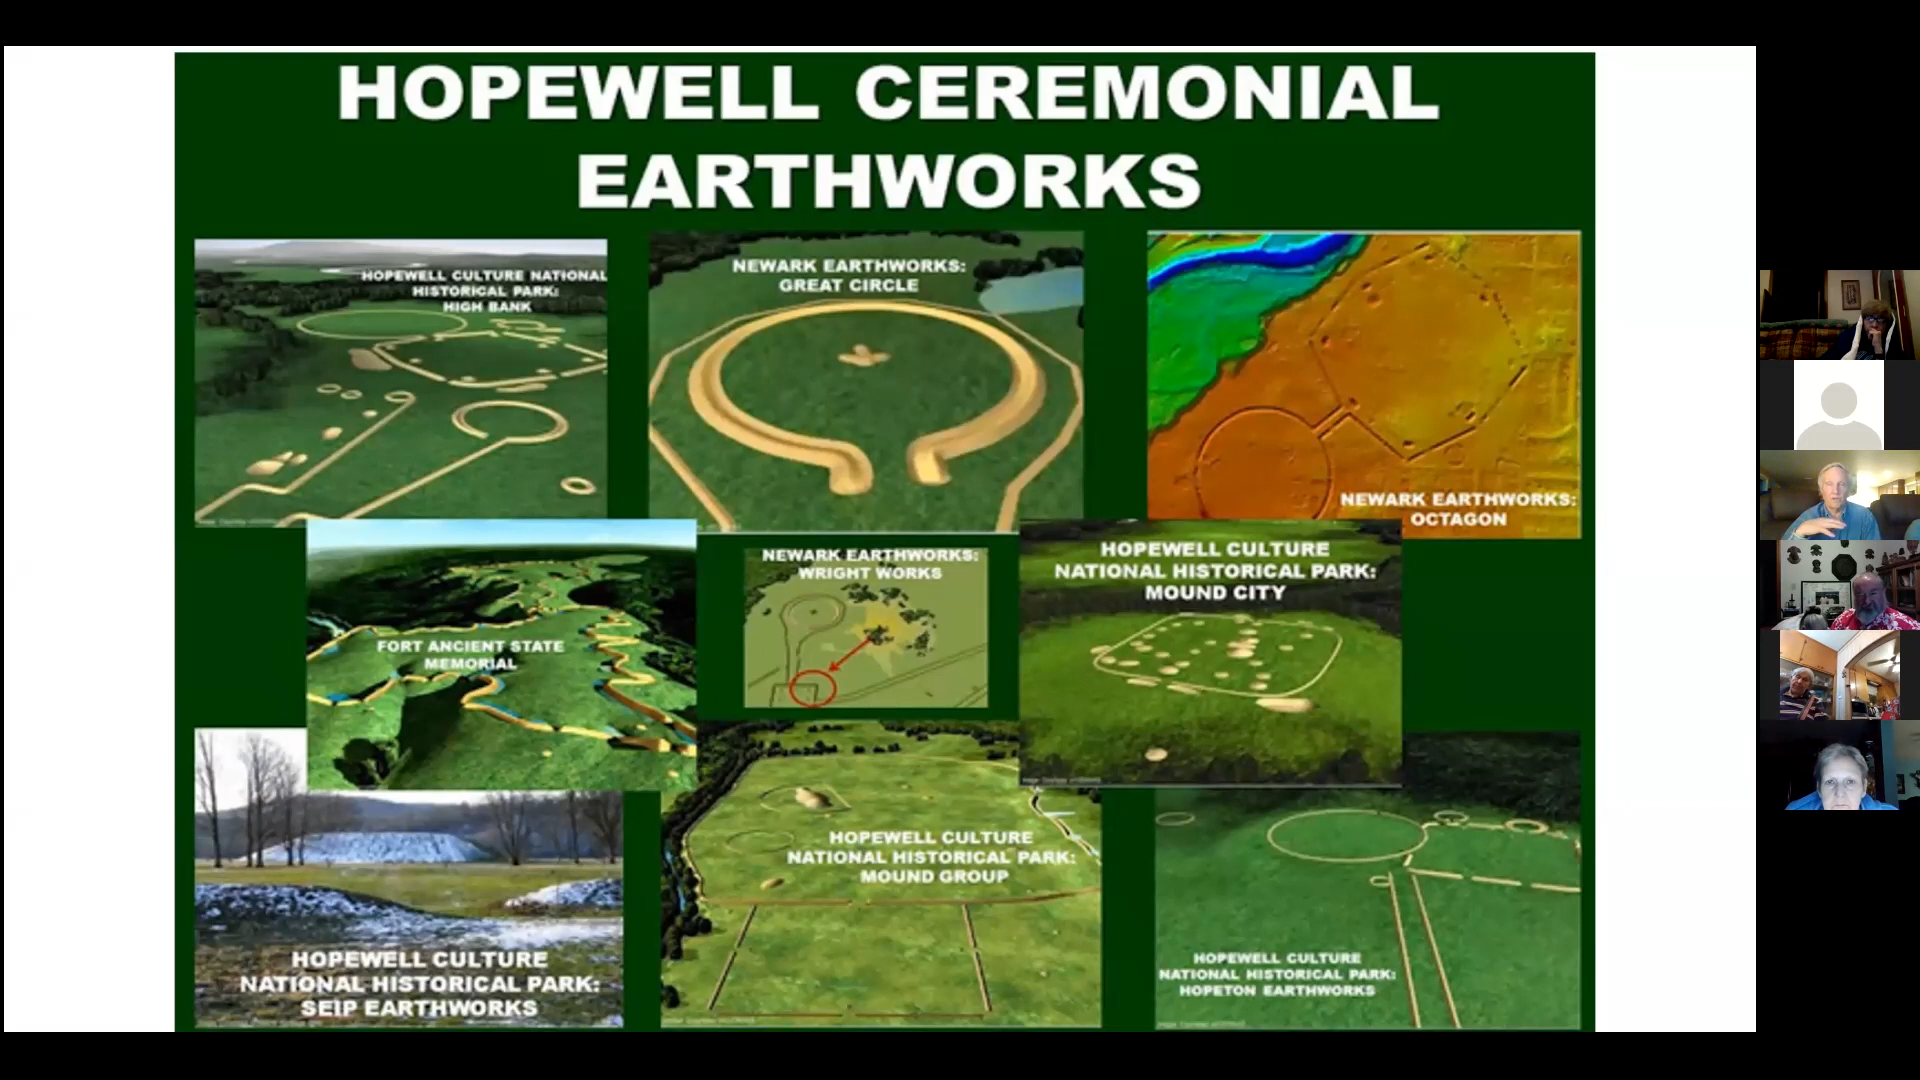 HOPEWELL CEREMONIAL
EARTHWORKS
HOPEWELL CULTURE NATIONAL
HISTORICAL PARK:
HIGH BANK
NEWARK EARTHWORKS:
GREAT CIRCLE
NEWARK EARTHWORKS:
OCTAGON
FORT ANCIENT STATE
MEMORIAL
NEWARK EARTHWORKS:
WRIGHT WORKS
HOPEWELL CULTURE
NATIONAL HISTORICAL PARK:
MOUND CITY
HOPEWELL CULTURE
NATIONAL HISTORICAL PARK:
SEIP EARTHWORKS
HOPEWELL CULTURE
NATIONAL HISTORICAL PARK:
MOUND GROUP
HOPEWELL CULTURE
NATIONAL HISTORICAL PARK:
HOPETON EARTHWORKS